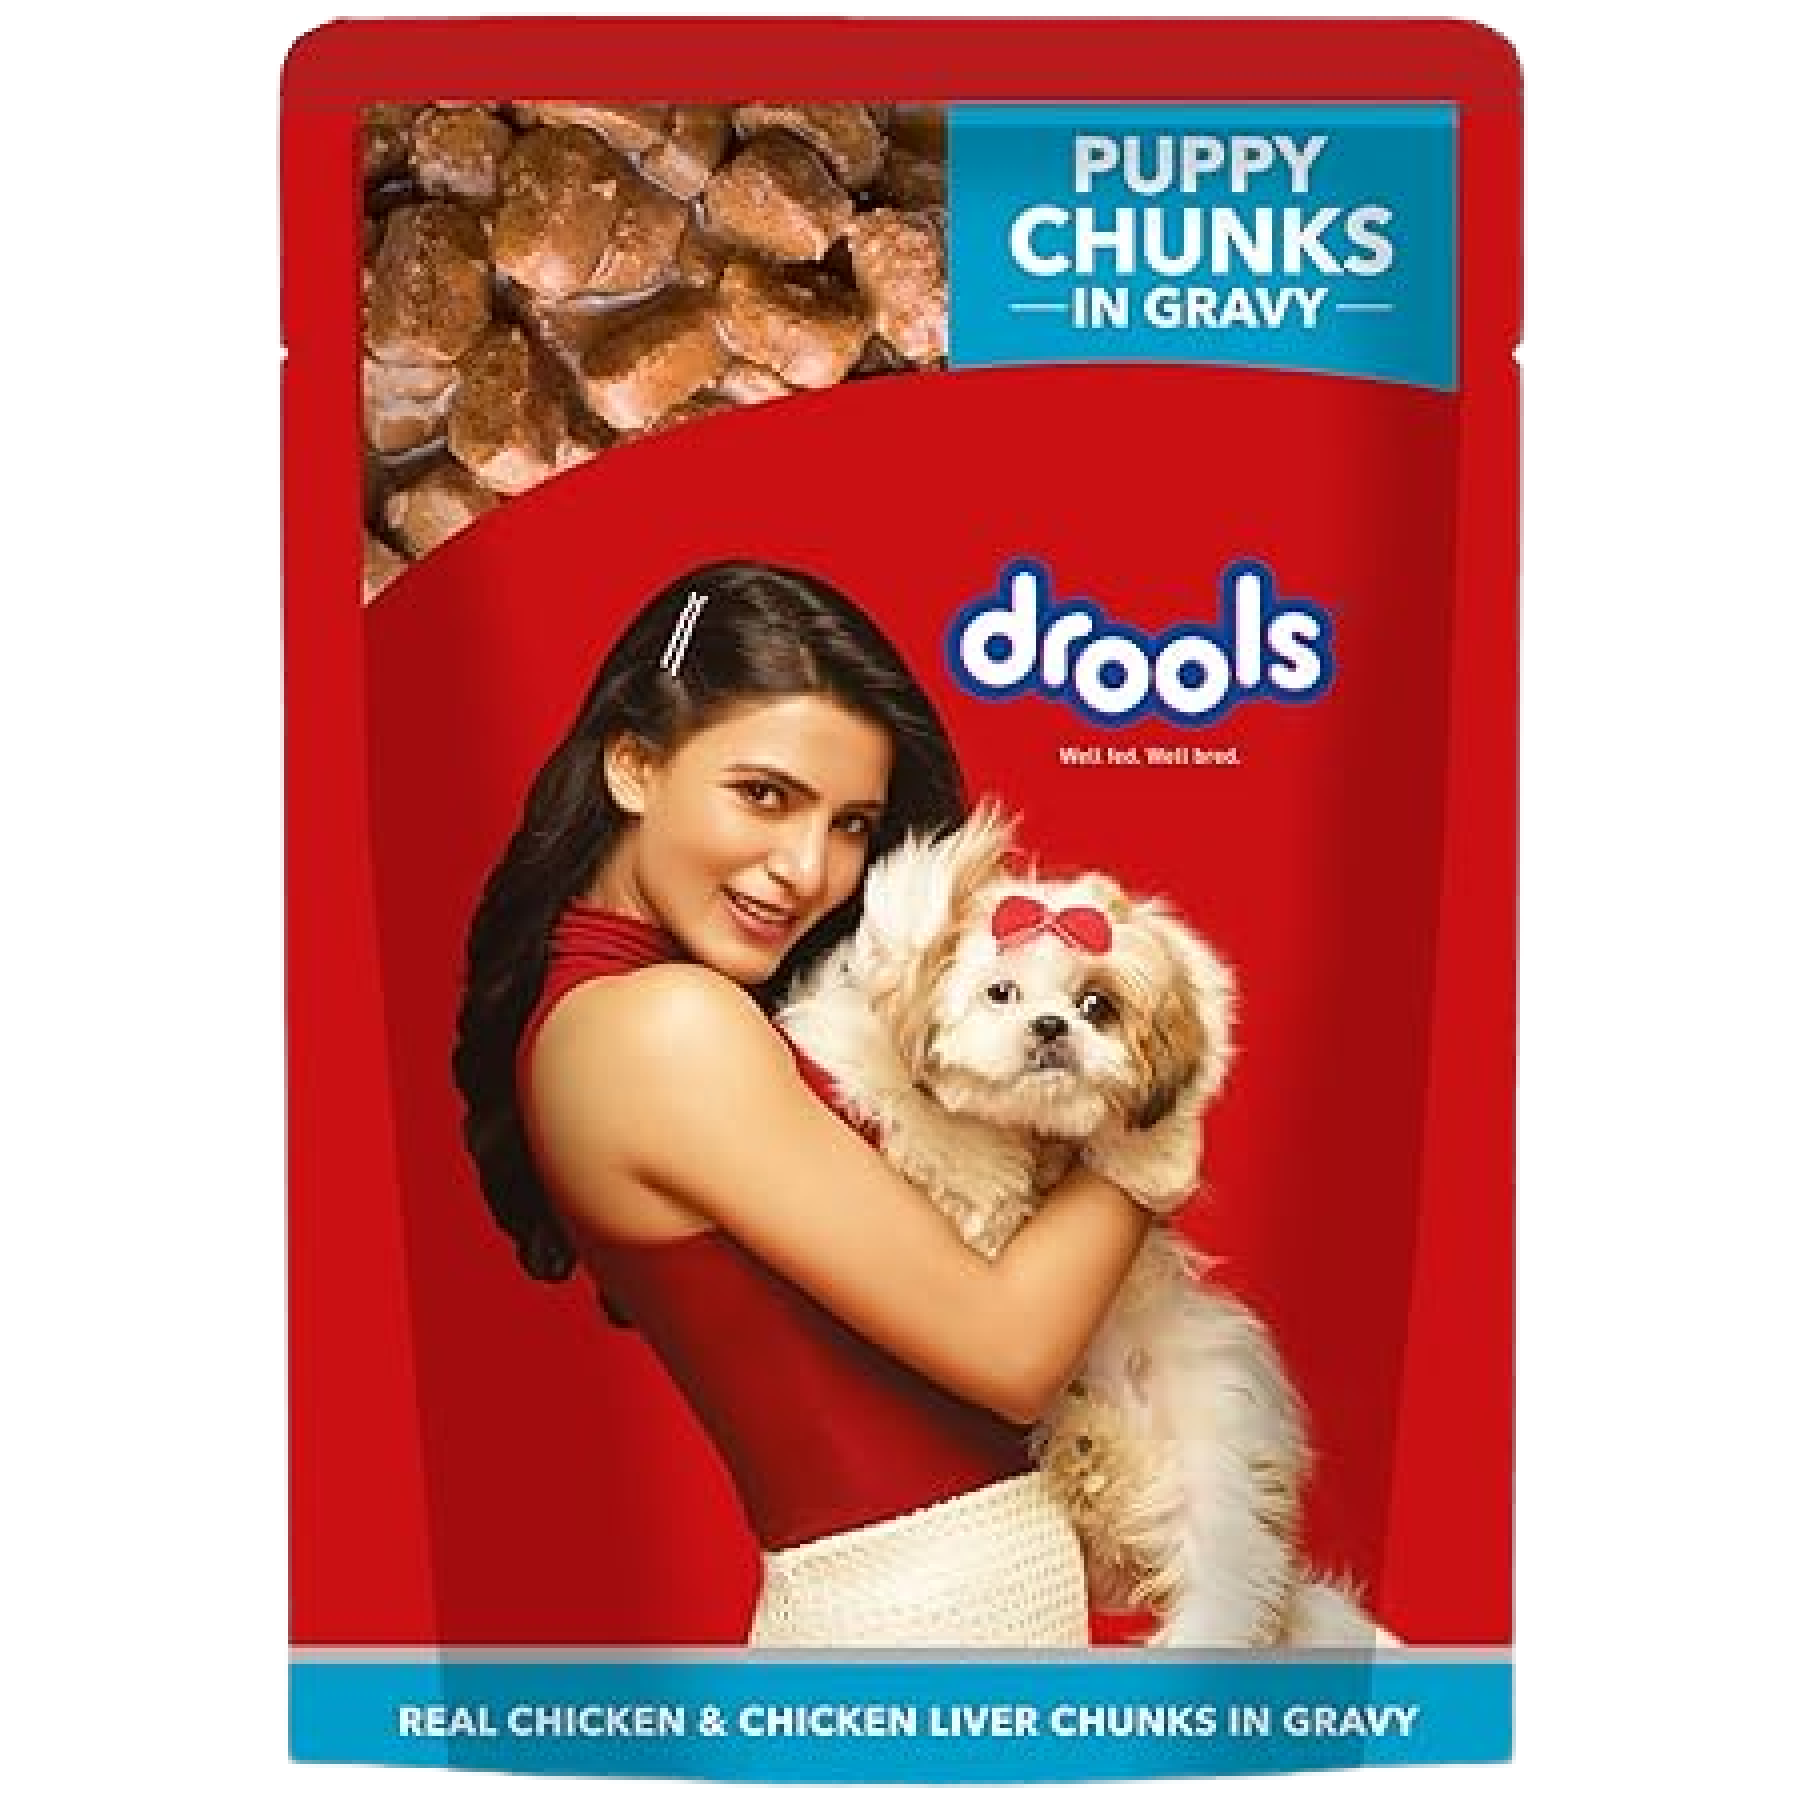 PUPPY
CHUNKS
IN GRAVY
drools
Well fed. Well bred.
REAL CHICKEN & CHICKEN LIVER CHUNKS IN GRAVY